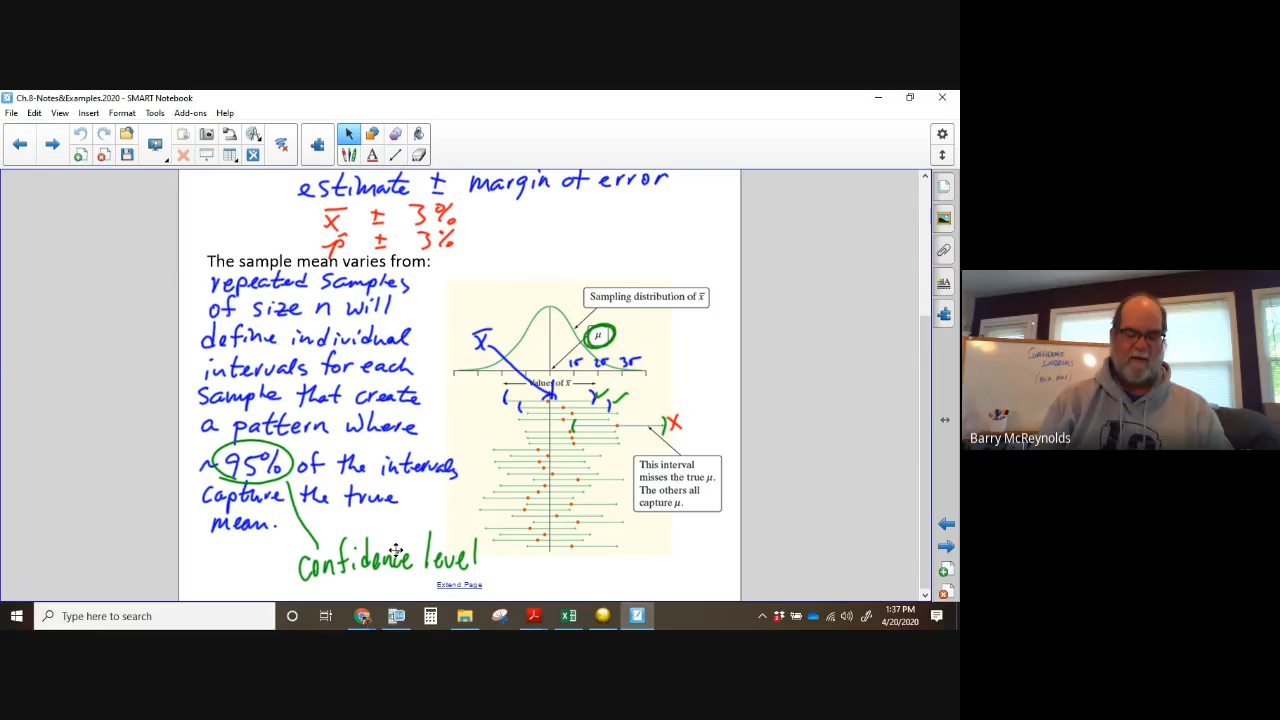 Ch.8-Notes&Examples.2020 - SMART Notebook
File Edit View Insert Format Tools Add-ons Help
estimate ± margin of error
x̄ ± 3%
p̂ ± 3%
The sample mean varies from:
repeated samples
of size n will
define individual
intervals for each
sample that create
a pattern where
~95% of the intervals
capture the true
mean.
confidence level
Sampling distribution of x̄
μ
x̄
1σ 2σ 3σ
Values of x̄
X
This interval
misses the true μ.
The others all
capture μ.
Extend Page
CONFIDENCE
INTERVALS
Barry McReynolds
Type here to search
1:37 PM
4/20/2020